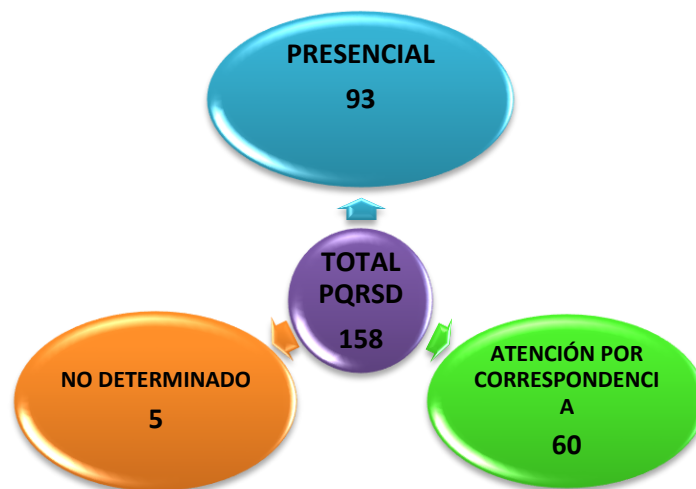 PRESENCIAL
93
TOTAL
PQRSD
158
NO DETERMINADO
5
ATENCIÓN POR
CORRESPONDENCI
A
60